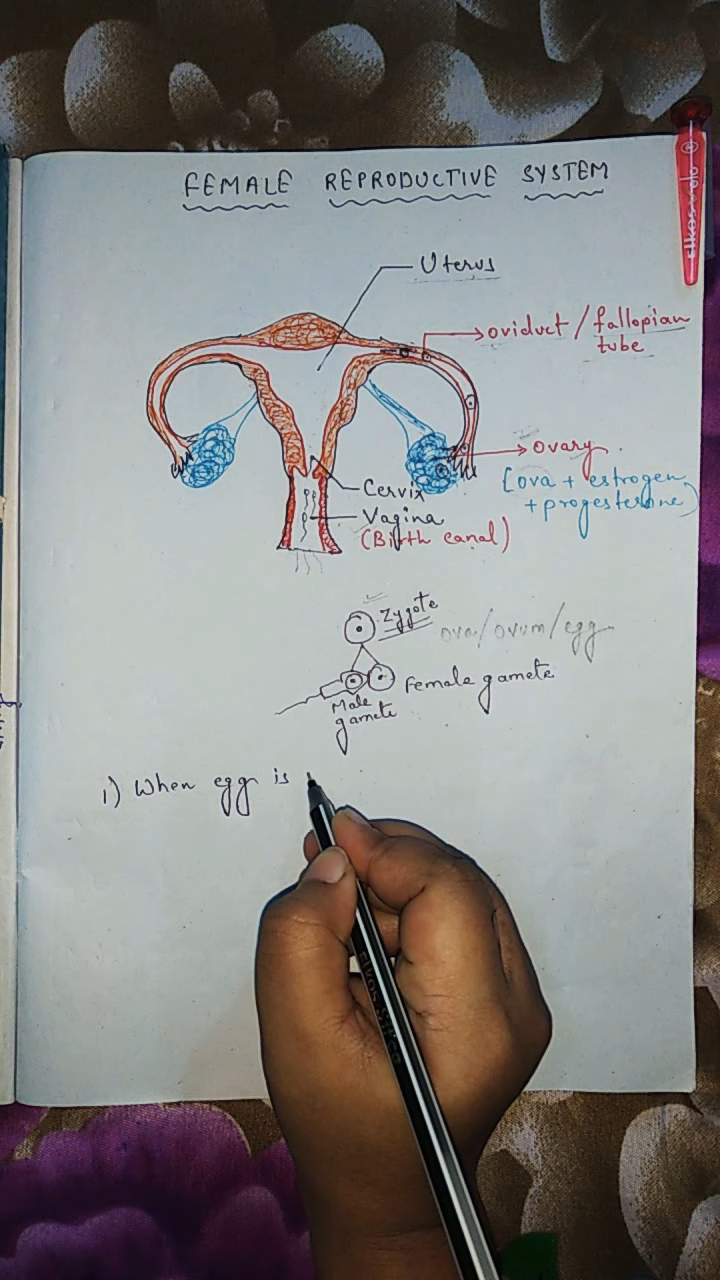 FEMALE REPRODUCTIVE SYSTEM
Uterus
oviduct / fallopian
tube
ovary
(ova + estrogen
+ progesterone)
Cervix
Vagina
(Birth canal)
Zygote
ova/ovum/egg
Female gamete
Male
gamete
1) When egg is
elkos